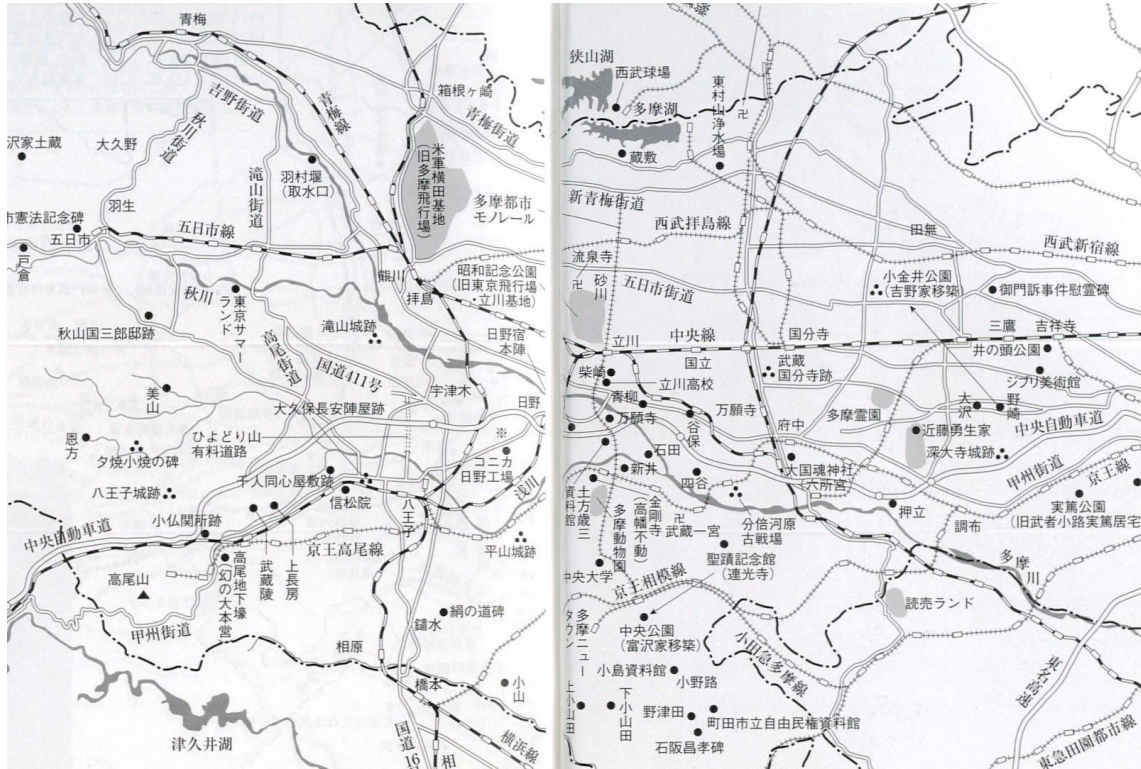 青梅
箱根ヶ崎
吉野街道
青梅線
青梅街道
秋川街道
沢家土蔵
大久野
滝山街道
羽村堰
（取水口）
米軍横田基地
（旧多摩飛行場）
多摩都市
モノレール
羽生
市憲法記念碑
五日市
五日市線
戸倉
熊川
拝島
昭和記念公園
（旧東京飛行場
・立川基地）
秋川
東京サマー
ランド
滝山城跡
日野宿
本陣
秋山国三郎邸跡
高尾街道
国道411号
宇津木
美山
大久保長安陣屋跡
日野
恩方
ひよどり山
有料道路
※
夕焼小焼の碑
コニカ
日野工場
千人同心屋敷跡
浅川
八王子城跡
信松院
八王子
小仏関所跡
中央自動車道
京王高尾線
平山城跡
高尾山
高尾地下壕
幻の大本営
武蔵陵
上長房
甲州街道
絹の道碑
鑓水
相原
橋本
小山
津久井湖
国道16
相
横浜線
狭山湖
西武球場
多摩湖
東村山浄水場
蔵敷
新青梅街道
西武拝島線
田無
西武新宿線
流泉寺
砂川
五日市街道
小金井公園
（吉野家移築）
御門訴事件慰霊碑
立川
中央線
国分寺
三鷹
吉祥寺
井の頭公園
柴崎
国立
武蔵
国分寺跡
立川高校
ジブリ美術館
青柳
万願寺
谷保
万願寺
多摩霊園
大沢
野崎
府中
近藤勇生家
中央自動車道
石田
深大寺城跡
新井
四谷
大国魂神社
（六所宮）
甲州街道
京王線
土方歳三
資料館
多摩動物園
（高幡不動）
金剛寺
武蔵一宮
分倍河原
古戦場
押立
実篤公園
（旧武者小路実篤居宅
調布
聖蹟記念館
（連光寺）
多摩川
中央大学
京王相模線
読売ランド
多摩ニュー
タウン
中央公園
（富沢家移築）
小田急多摩線
小島資料館
小野路
東名高速
上小山田
下小山田
野津田
町田市立自由民権資料館
石阪昌孝碑
東急田園都市線